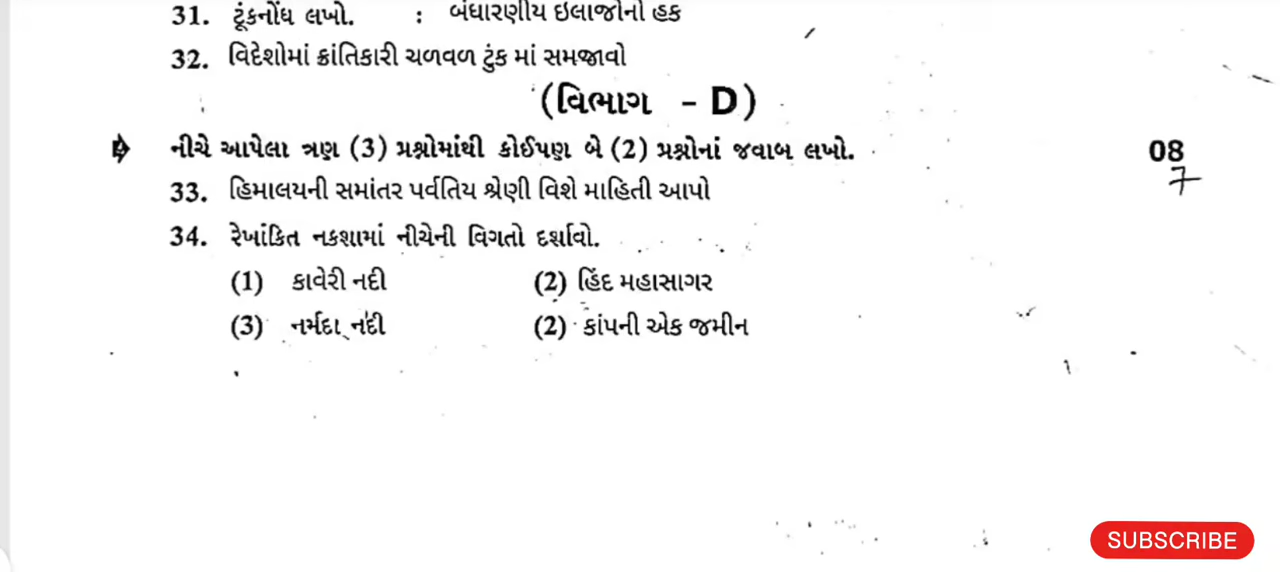 31. ટૂંકનોંધ લખો. : બંધારણીય ઇલાજોનો હક
32. વિદેશોમાં ક્રાંતિકારી ચળવળ ટુંક માં સમજાવો
(વિભાગ - D)
નીચે આપેલા ત્રણ (3) પ્રશ્નોમાંથી કોઈપણ બે (2) પ્રશ્નોનાં જવાબ લખો. 08
7
33. હિમાલયની સમાંતર પર્વતિય શ્રેણી વિશે માહિતી આપો
34. રેખાંકિત નકશામાં નીચેની વિગતો દર્શાવો.
(1) કાવેરી નદી (2) હિંદ મહાસાગર
(3) નર્મદા નદી (2) કાંપની એક જમીન
SUBSCRIBE